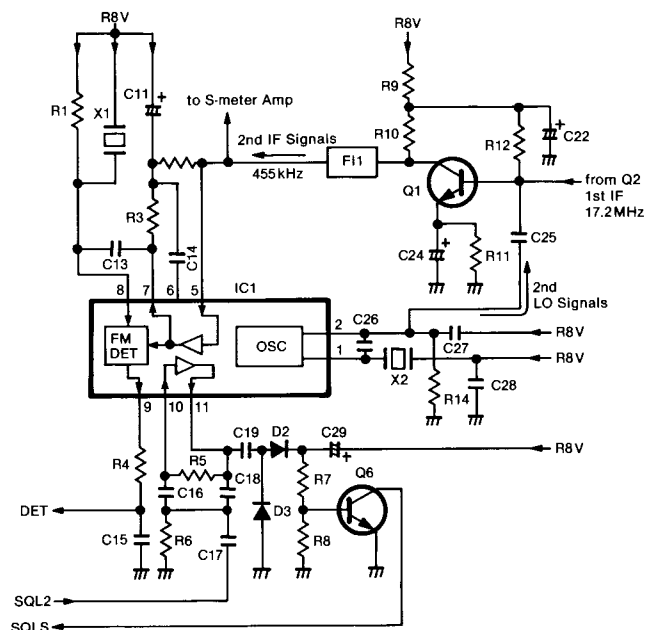 R8V
R8V
C11
R1
X1
to S-meter Amp
R9
R10
2nd IF Signals
R12
C22
FI1
455kHz
Q1
from Q2
1st IF
17.2MHz
R3
C14
C25
C13
C24
R11
8 7 6 5
IC1
2nd
LO Signals
FM
DET
OSC
2
C26
R8V
C27
1
R8V
X2
R14
C28
9 10 11
C19
D2
C29
R8V
R4
R5
Q6
C16
C18
R7
DET
D3
C15
R6
C17
R8
SQL2
SQLS